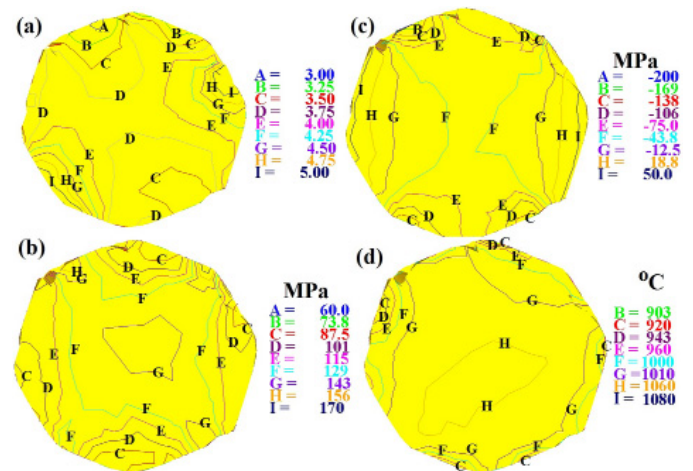 (a)
A
B
C
B
D
C
E
D
H
I
G
F
E
D
D
E
F
I
H
G
C
D
A = 3.00
B = 3.25
C = 3.50
D = 3.75
E = 4.00
F = 4.25
G = 4.50
H = 4.75
I = 5.00
(c)
B
C
D
E
E
D
C
I
H
G
F
F
G
H
I
E
D
C
E
D
C
MPa
A = -200
B = -169
C = -138
D = -106
E = -75.0
F = -43.8
G = -12.5
H = 18.8
I = 50.0
(b)
H
G
C
D
E
F
C
D
E
F
F
E
D
C
G
F
F
G
D
E
C
MPa
A = 60.0
B = 73.8
C = 87.5
D = 101
E = 115
F = 129
G = 143
H = 156
I = 170
(d)
D
C
E
F
G
C
D
E
F
G
H
C
F
H
G
F
G
C
F
C
°C
B = 903
C = 920
D = 943
E = 960
F = 1000
G = 1010
H = 1060
I = 1080